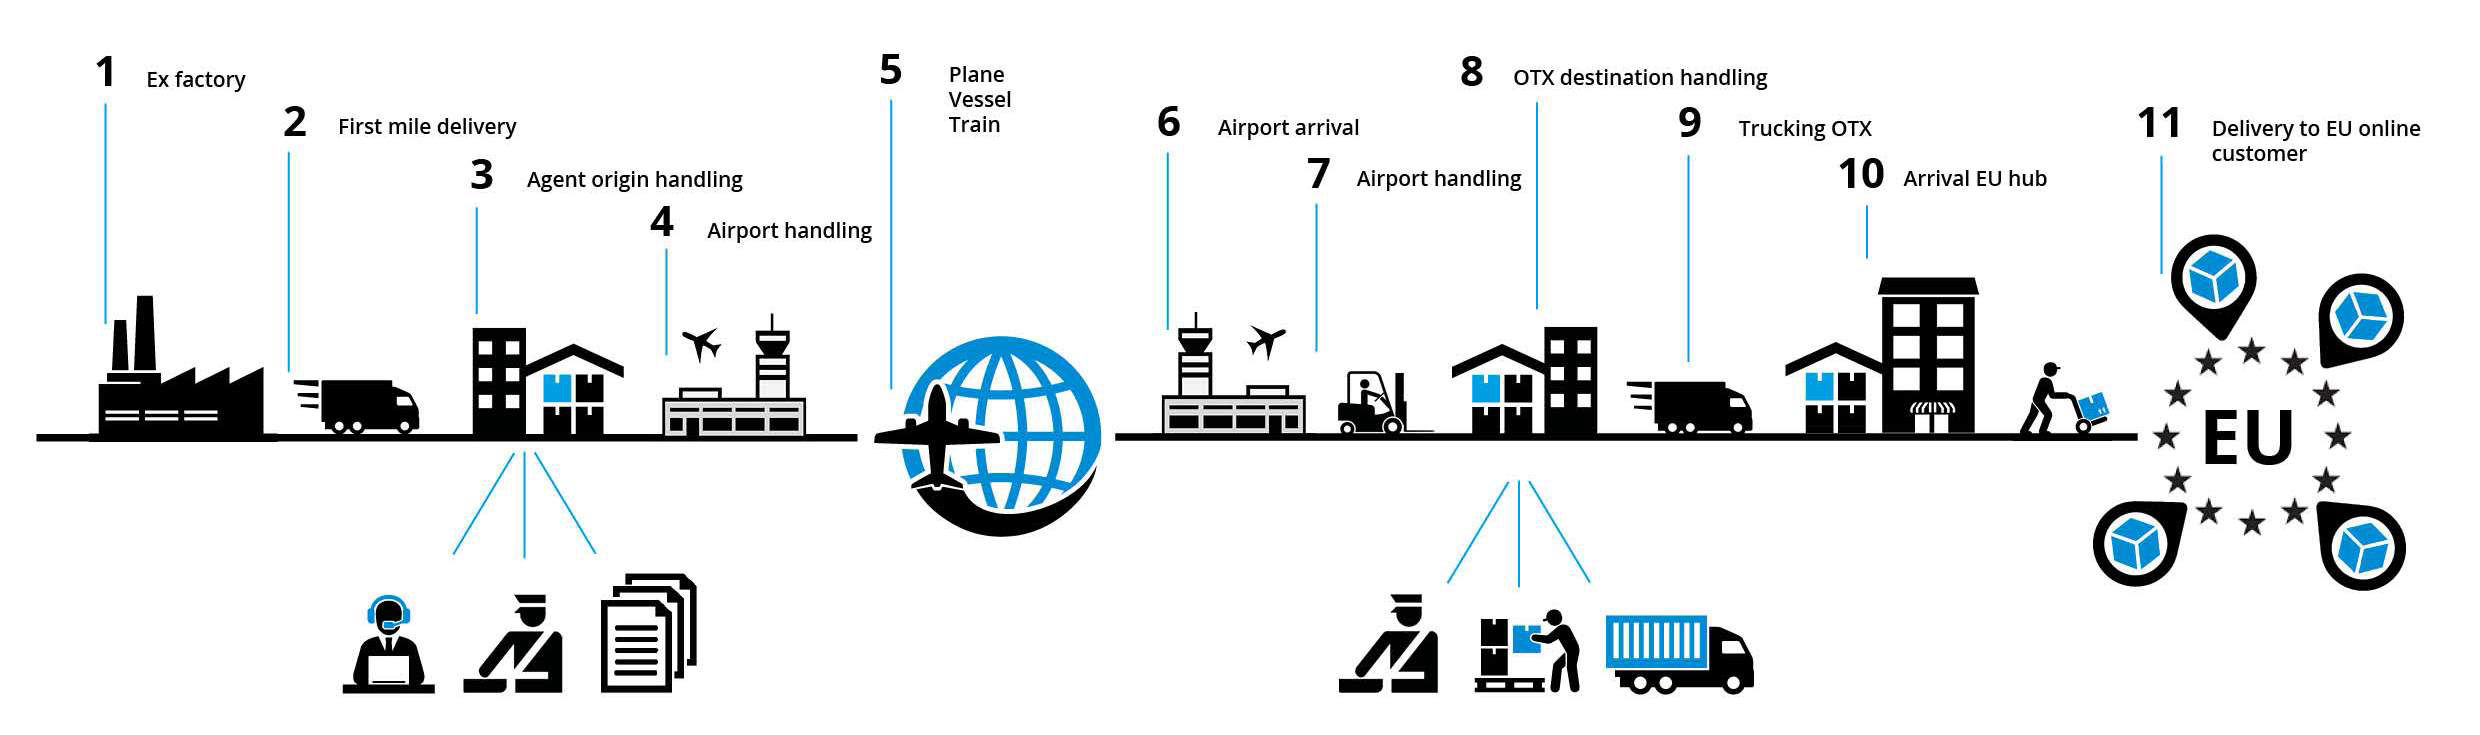 1 Ex factory
2 First mile delivery
3 Agent origin handling
4 Airport handling
5 Plane
Vessel
Train
6 Airport arrival
7 Airport handling
8 OTX destination handling
9 Trucking OTX
10 Arrival EU hub
11 Delivery to EU online
customer
EU